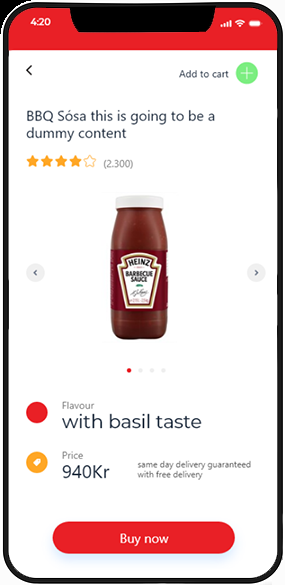 4:20
Add to cart
BBQ Sósa this is going to be a
dummy content
(2.300)
HEINZ
BARBECUE
SAUCE
Flavour
with basil taste
Price
940Kr
same day delivery guaranteed
with free delivery
Buy now